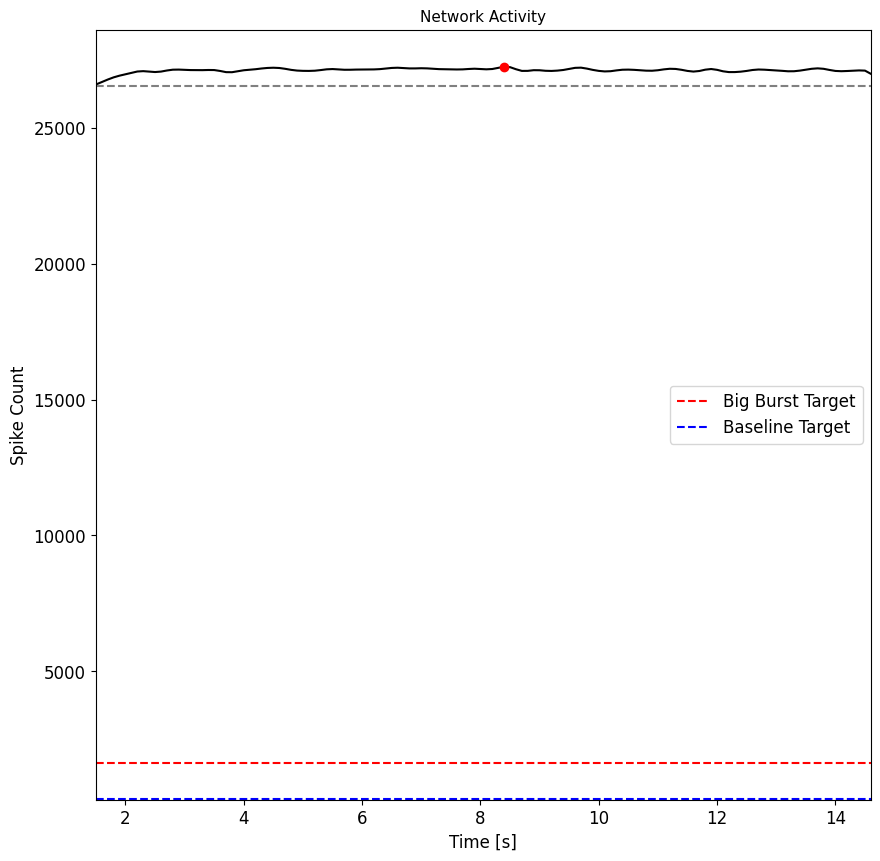 Network Activity
Spike Count
25000
20000
15000
10000
5000
Big Burst Target
Baseline Target
2 4 6 8 10 12 14
Time [s]